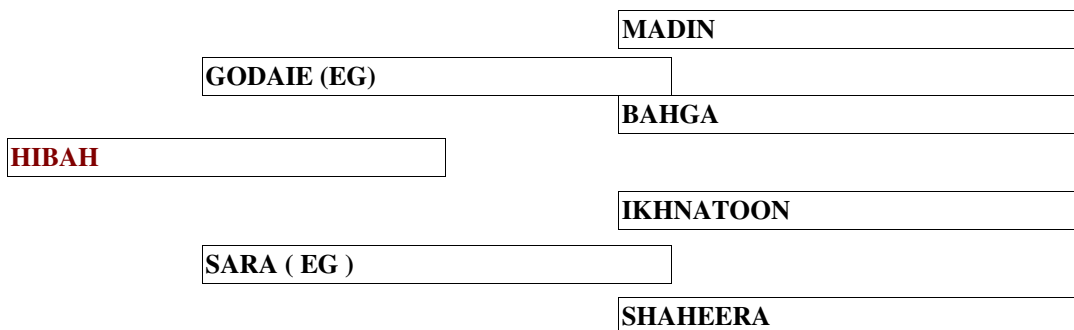 MADIN
GODAIE (EG)
BAHGA
HIBAH
IKHNATOON
SARA ( EG )
SHAHEERA